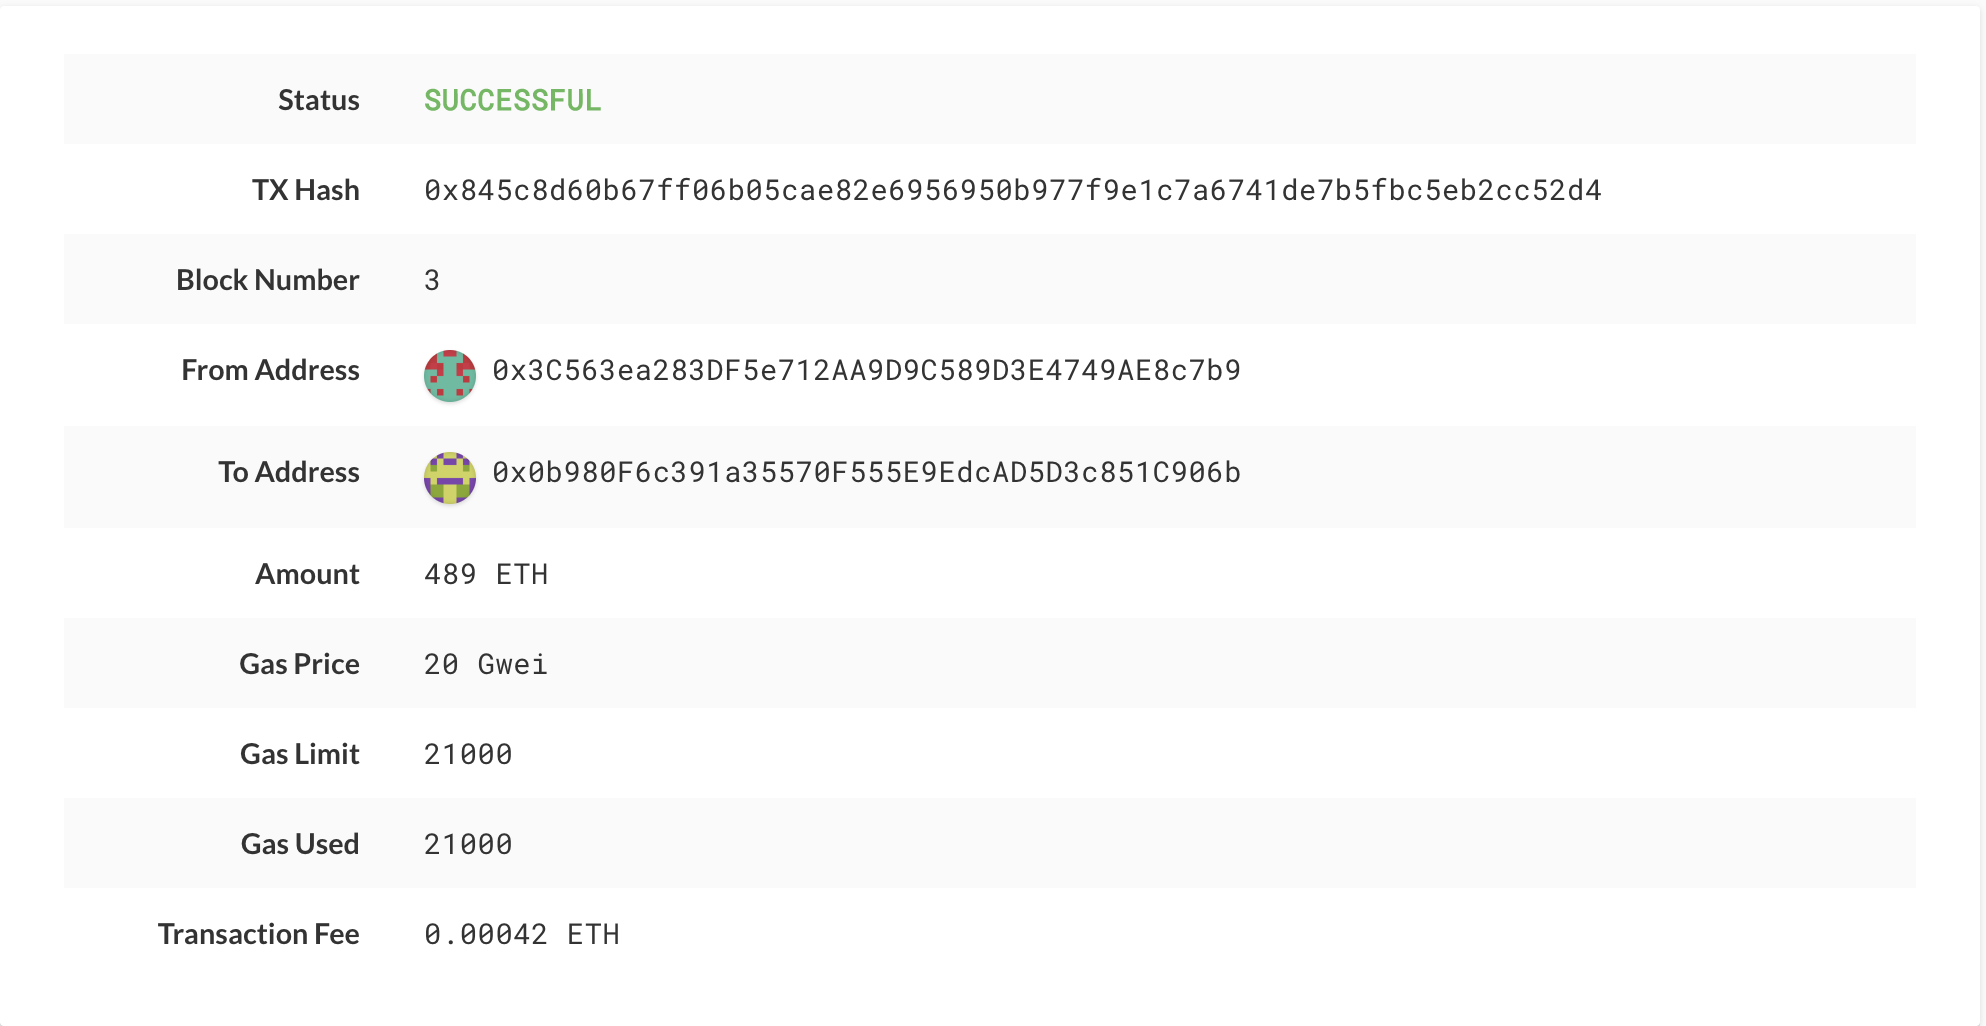 Status SUCCESSFUL
TX Hash 0x845c8d60b67ff06b05cae82e6956950b977f9e1c7a6741de7b5fbc5eb2cc52d4
Block Number 3
From Address 0x3C563ea283DF5e712AA9D9C589D3E4749AE8c7b9
To Address 0x0b980F6c391a35570F555E9EdcAD5D3c851C906b
Amount 489 ETH
Gas Price 20 Gwei
Gas Limit 21000
Gas Used 21000
Transaction Fee 0.00042 ETH